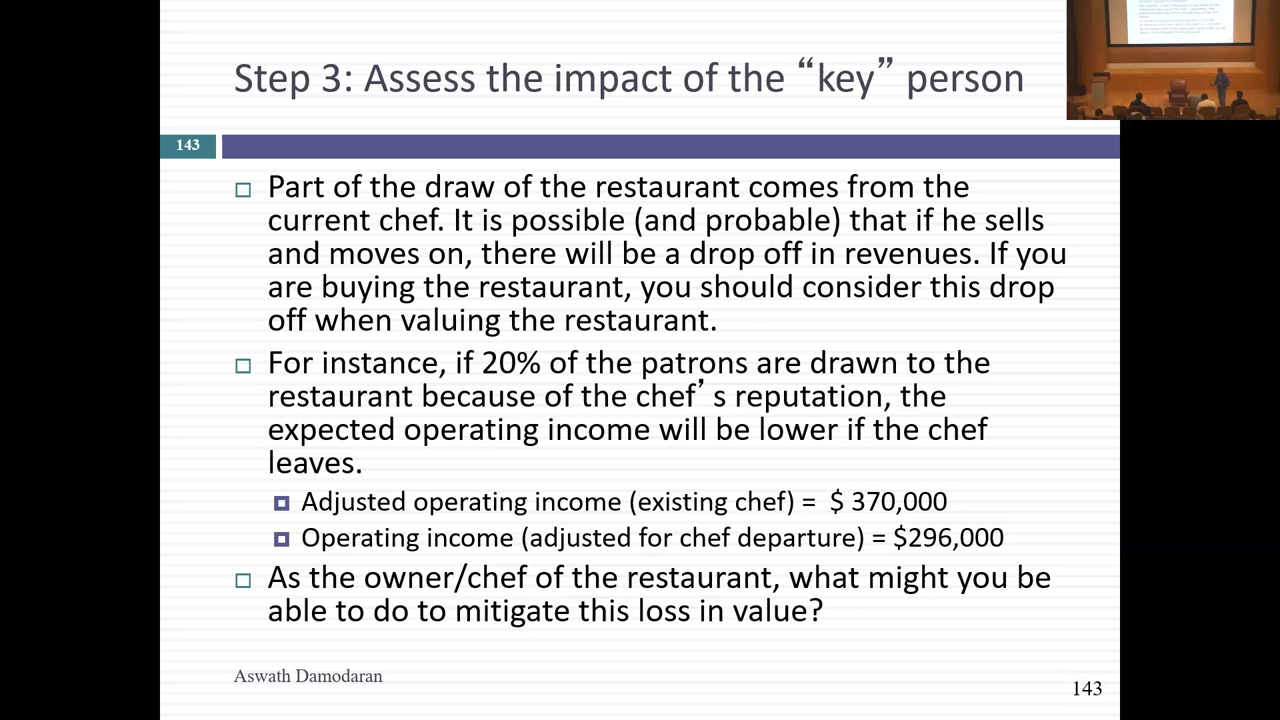 Step 3: Assess the impact of the “key” person
143
Part of the draw of the restaurant comes from the
current chef. It is possible (and probable) that if he sells
and moves on, there will be a drop off in revenues. If you
are buying the restaurant, you should consider this drop
off when valuing the restaurant.
For instance, if 20% of the patrons are drawn to the
restaurant because of the chef’s reputation, the
expected operating income will be lower if the chef
leaves.
Adjusted operating income (existing chef) = $ 370,000
Operating income (adjusted for chef departure) = $296,000
As the owner/chef of the restaurant, what might you be
able to do to mitigate this loss in value?
Aswath Damodaran
143